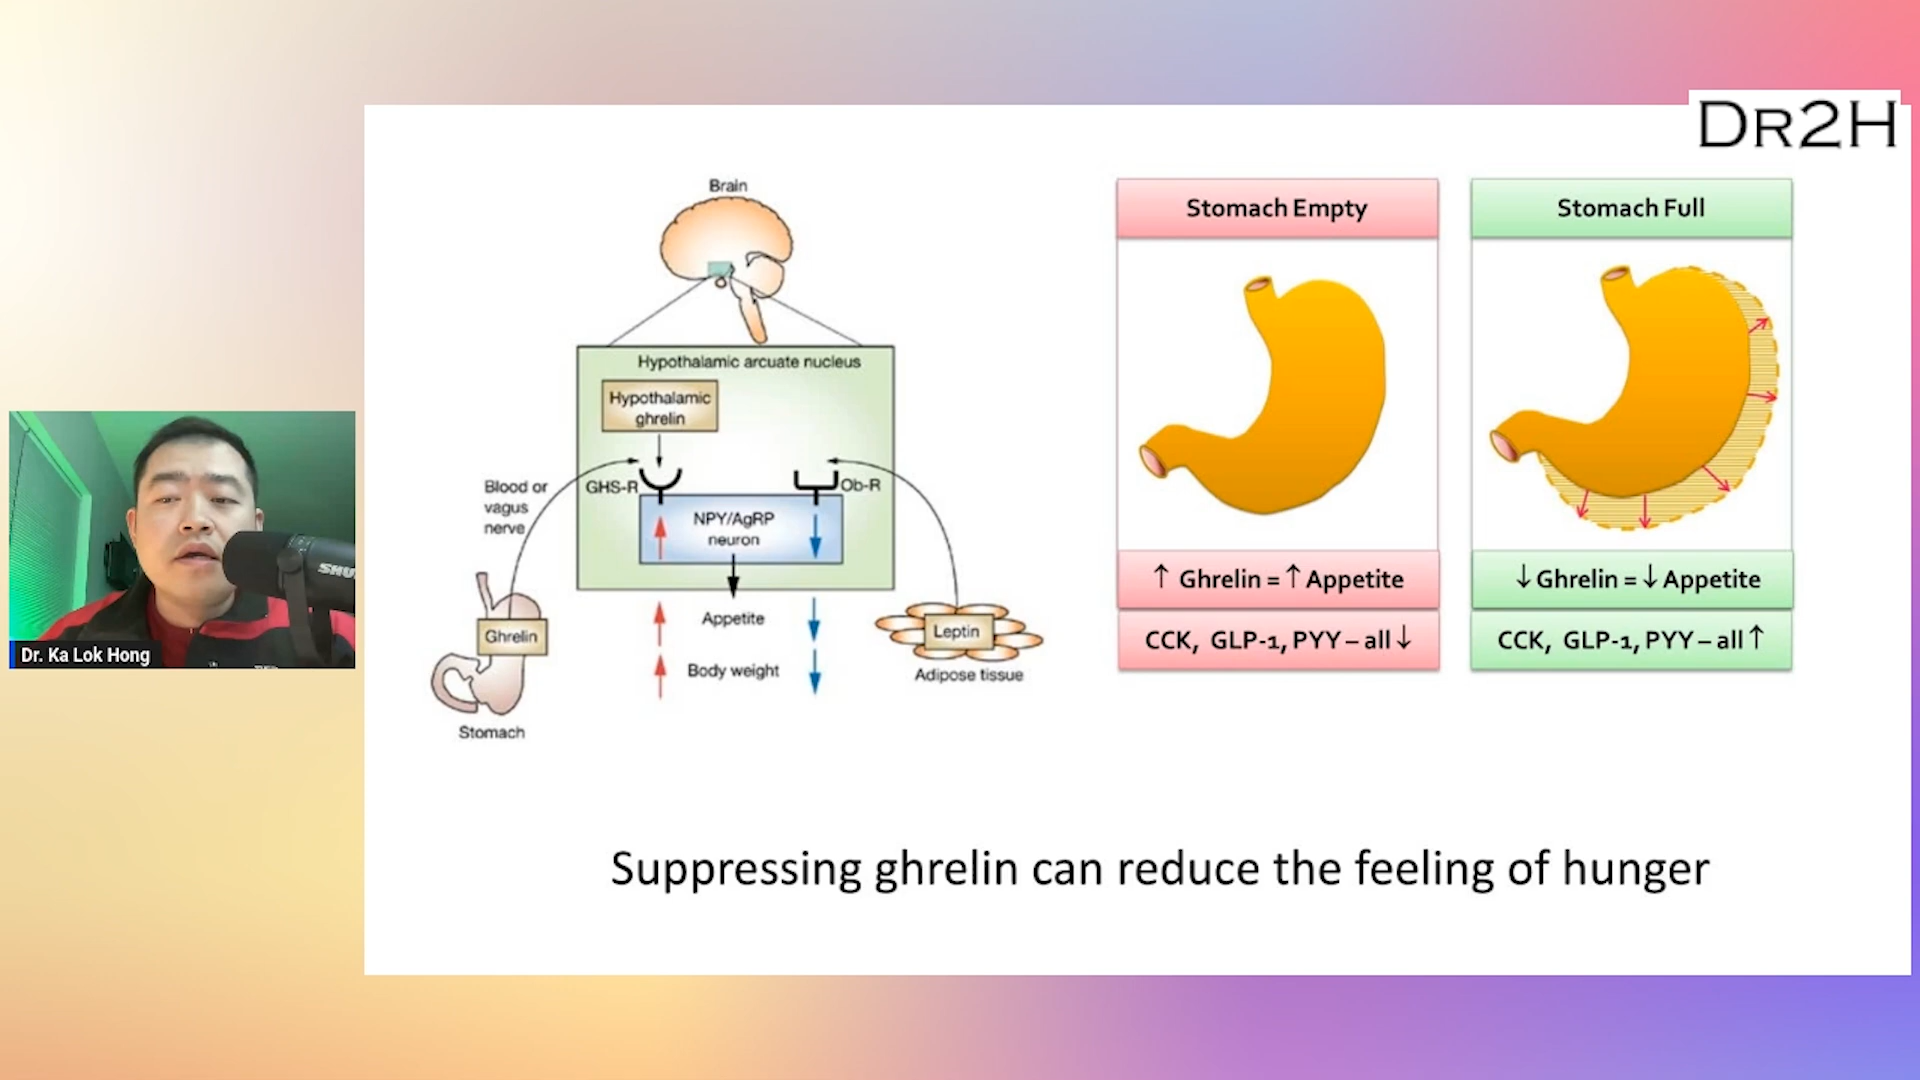 DR2H
Brain
Hypothalamic arcuate nucleus
Hypothalamic
ghrelin
Blood or
vagus
nerve
GHS-R
Ob-R
NPY/AgRP
neuron
Ghrelin
Appetite
Leptin
Body weight
Adipose tissue
Stomach
Stomach Empty
↑ Ghrelin = ↑ Appetite
CCK, GLP-1, PYY – all ↓
Stomach Full
↓ Ghrelin = ↓ Appetite
CCK, GLP-1, PYY – all ↑
Suppressing ghrelin can reduce the feeling of hunger
SHU
Dr. Ka Lok Hong